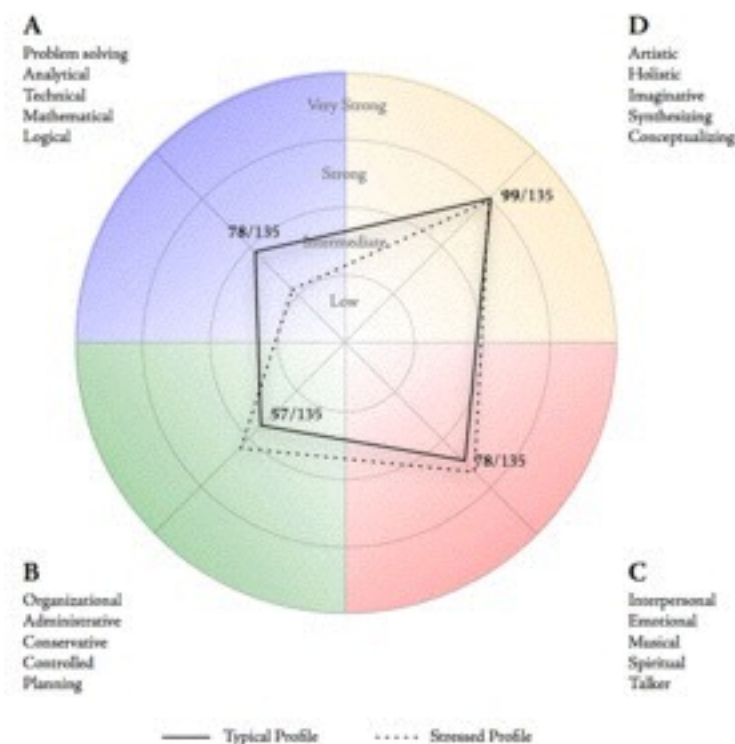 A
Problem solving
Analytical
Technical
Mathematical
Logical
D
Artistic
Holistic
Imaginative
Synthesizing
Conceptualizing
Very Strong
Strong
Intermediate
Low
99/135
78/135
57/135
78/135
B
Organizational
Administrative
Conservative
Controlled
Planning
C
Interpersonal
Emotional
Musical
Spiritual
Talker
Typical Profile
Stressed Profile